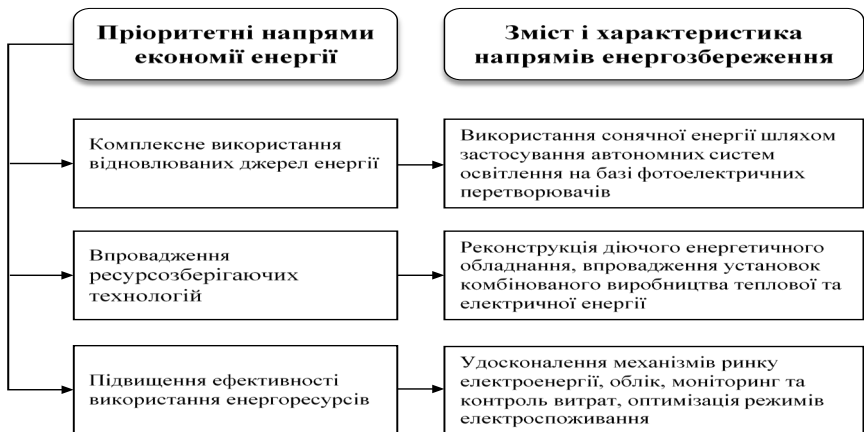 Пріоритетні напрями
економії енергії
Зміст і характеристика
напрямів енергозбереження
Комплексне використання
відновлюваних джерел енергії
Використання сонячної енергії шляхом
застосування автономних систем
освітлення на базі фотоелектричних
перетворювачів
Впровадження
ресурсозберігаючих
технологій
Реконструкція діючого енергетичного
обладнання, впровадження установок
комбінованого виробництва теплової та
електричної енергії
Підвищення ефективності
використання енергоресурсів
Удосконалення механізмів ринку
електроенергії, облік, моніторинг та
контроль витрат, оптимізація режимів
електроспоживання